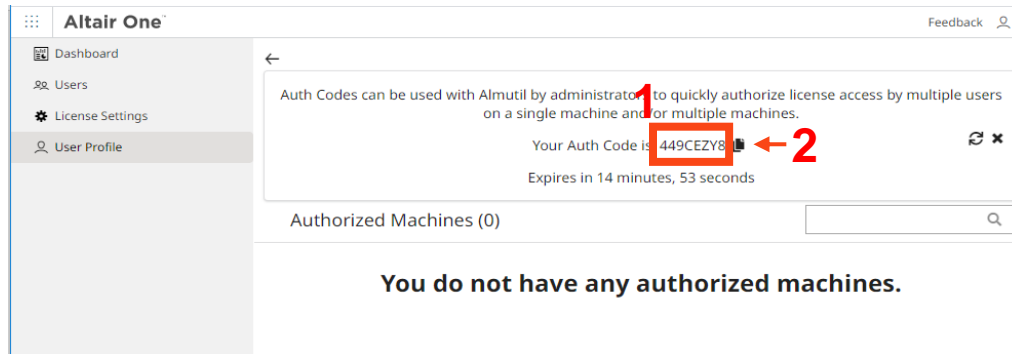 Altair One™
Feedback
Dashboard
Users
License Settings
User Profile
Auth Codes can be used with Almutil by administrators to quickly authorize license access by multiple users
on a single machine and/or multiple machines.
1
Your Auth Code is 449CEZY8
2
Expires in 14 minutes, 53 seconds
Authorized Machines (0)
You do not have any authorized machines.